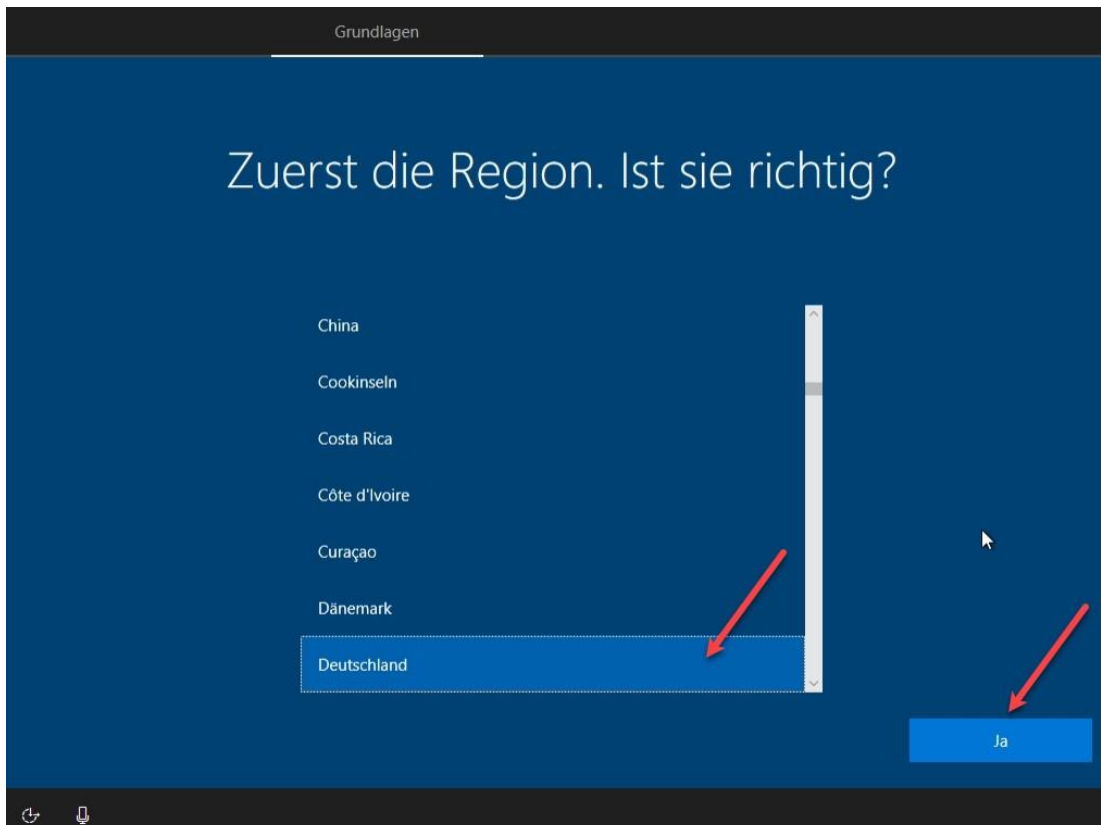 Grundlagen
Zuerst die Region. Ist sie richtig?
China
Cookinseln
Costa Rica
Côte d'Ivoire
Curaçao
Dänemark
Deutschland
Ja